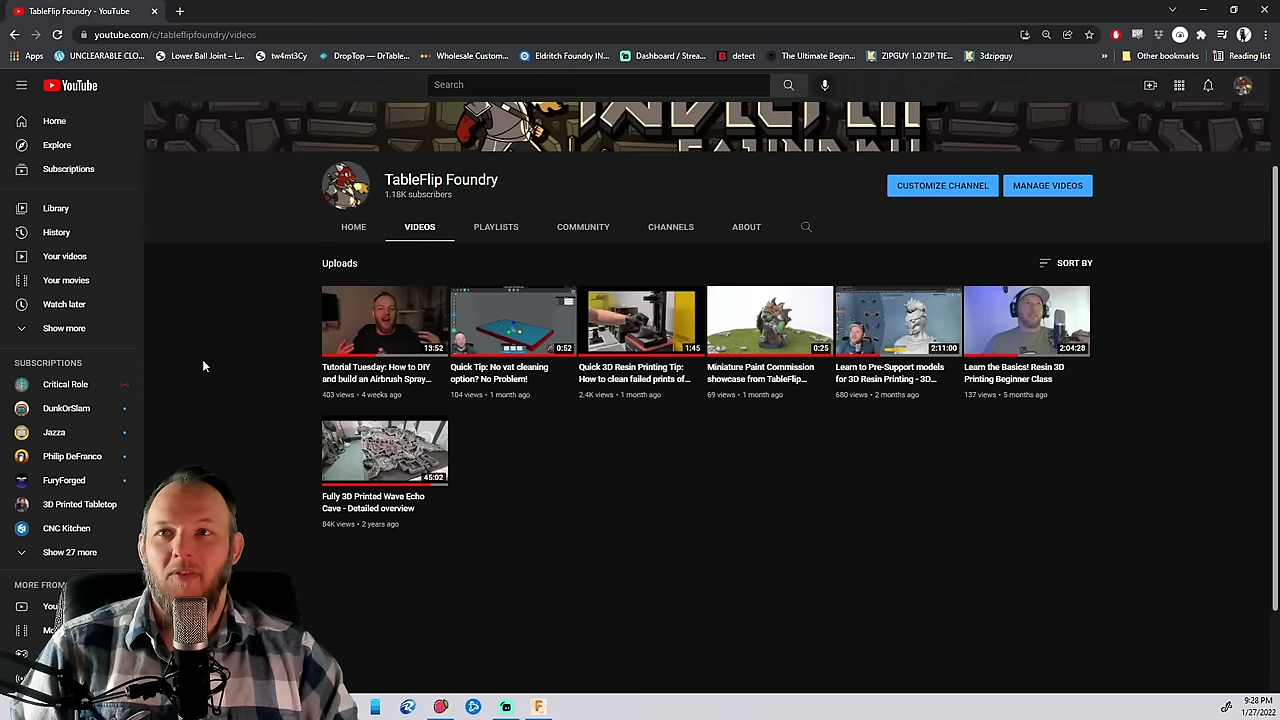 TableFlip Foundry - YouTube
youtube.com/c/tableflipfoundry/videos
Apps
UNCLEARABLE CLO...
Lower Ball Joint – L...
tw4mt3Cy
DropTop — DrTable...
Wholesale Custom...
Eldritch Foundry IN...
Dashboard / Strea...
detect
The Ultimate Begin...
ZIPGUY 1.0 ZIP TIE...
3dzipguy
»
Other bookmarks
Reading list
YouTube
Search
Home
Explore
Subscriptions
Library
History
Your videos
Your movies
Watch later
Show more
SUBSCRIPTIONS
Critical Role
DunkOrSlam
Jazza
Philip DeFranco
FuryForged
3D Printed Tabletop
CNC Kitchen
Show 27 more
MORE FROM
You
Mo
TableFlip Foundry
1.18K subscribers
CUSTOMIZE CHANNEL
MANAGE VIDEOS
HOME
VIDEOS
PLAYLISTS
COMMUNITY
CHANNELS
ABOUT
Uploads
SORT BY
13:52
Tutorial Tuesday: How to DIY
and build an Airbrush Spray...
403 views • 4 weeks ago
0:52
Quick Tip: No vat cleaning
option? No Problem!
104 views • 1 month ago
1:45
Quick 3D Resin Printing Tip:
How to clean failed prints of...
2.4K views • 1 month ago
0:25
Miniature Paint Commission
showcase from TableFlip...
69 views • 1 month ago
2:11:00
Learn to Pre-Support models
for 3D Resin Printing - 3D...
680 views • 2 months ago
2:04:28
Learn the Basics! Resin 3D
Printing Beginner Class
137 views • 5 months ago
45:02
Fully 3D Printed Wave Echo
Cave - Detailed overview
84K views • 2 years ago
9:28 PM
1/27/2022